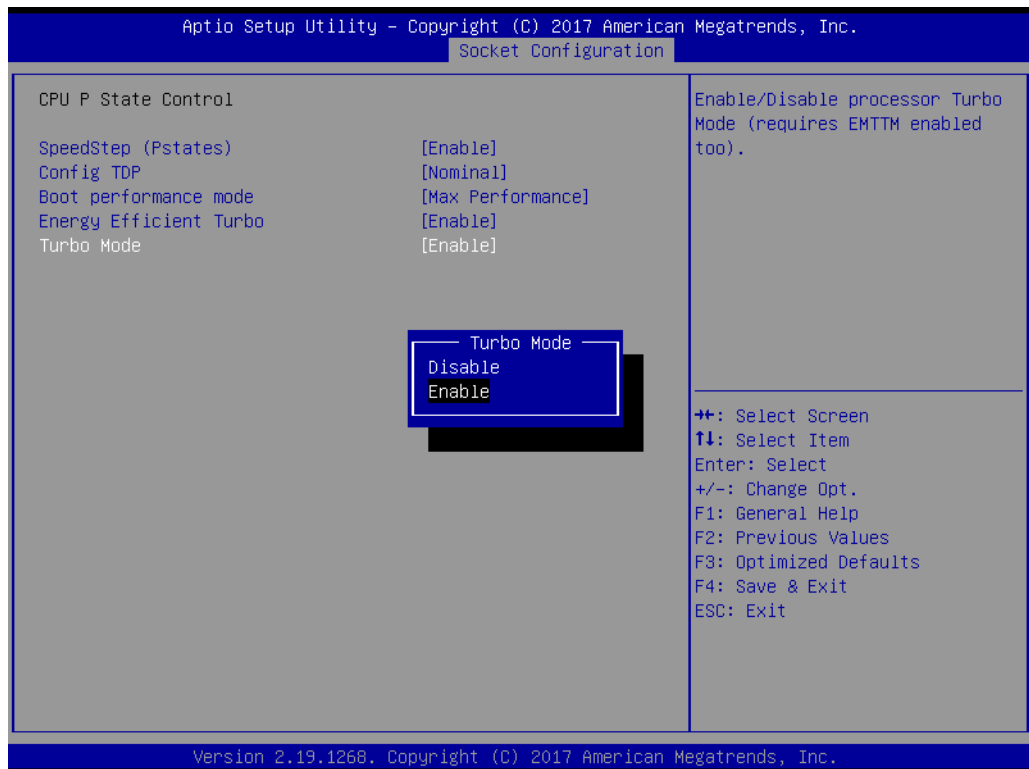 Aptio Setup Utility – Copyright (C) 2017 American Megatrends, Inc.
Socket Configuration
CPU P State Control
SpeedStep (Pstates) [Enable]
Config TDP [Nominal]
Boot performance mode [Max Performance]
Energy Efficient Turbo [Enable]
Turbo Mode [Enable]
Turbo Mode
Disable
Enable
Enable/Disable processor Turbo
Mode (requires EMTTM enabled
too).
→←: Select Screen
↑↓: Select Item
Enter: Select
+/-: Change Opt.
F1: General Help
F2: Previous Values
F3: Optimized Defaults
F4: Save & Exit
ESC: Exit
Version 2.19.1268. Copyright (C) 2017 American Megatrends, Inc.